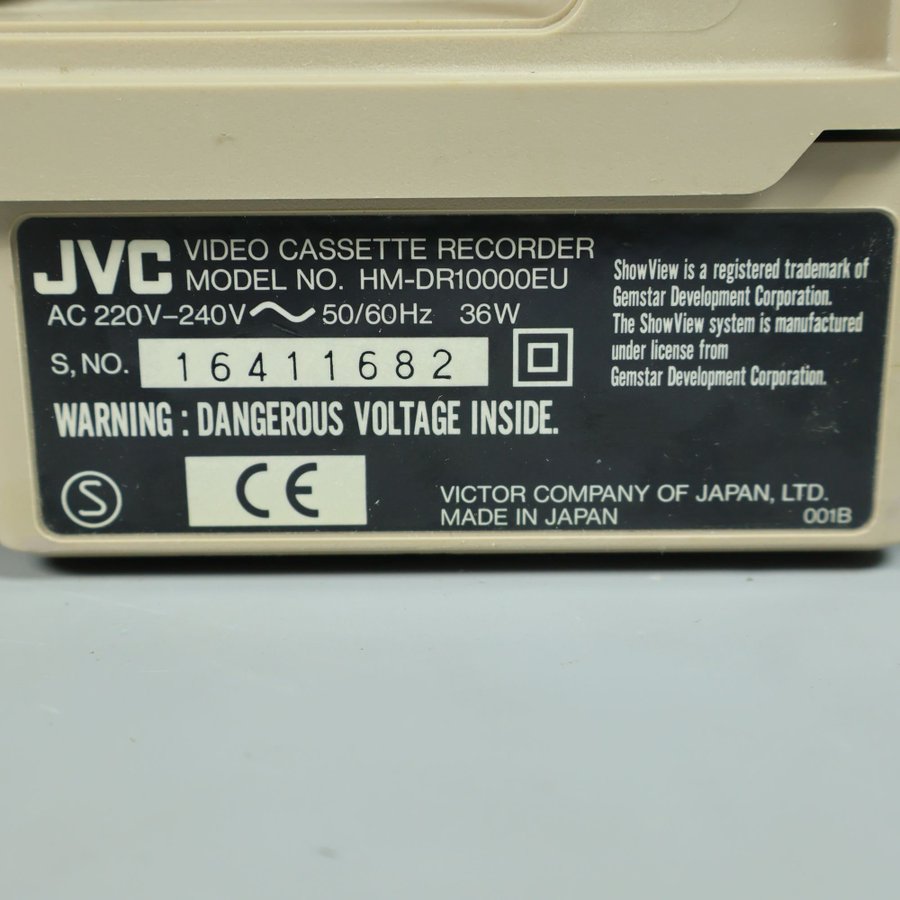 JVC VIDEO CASSETTE RECORDER
MODEL NO. HM-DR10000EU
AC 220V–240V 50/60Hz 36W
S, NO. 16411682
WARNING : DANGEROUS VOLTAGE INSIDE.
S
CE
ShowView is a registered trademark of
Gemstar Development Corporation.
The ShowView system is manufactured
under license from
Gemstar Development Corporation.
VICTOR COMPANY OF JAPAN, LTD.
MADE IN JAPAN 001B